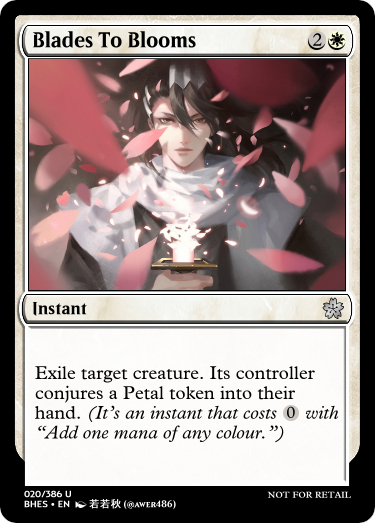 Blades To Blooms 2
Instant
Exile target creature. Its controller
conjures a Petal token into their
hand. (It's an instant that costs 0 with
“Add one mana of any colour.”)
020/386 U
NOT FOR RETAIL
BHES • EN 若若秋 (@AWER486)